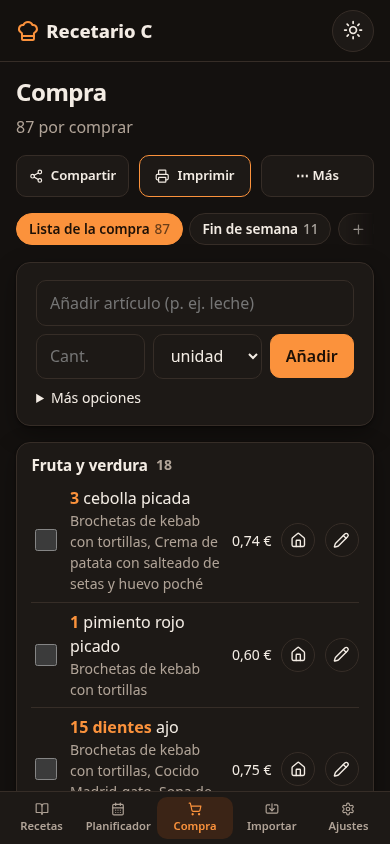 Recetario C
Compra
87 por comprar
Compartir
Imprimir
··· Más
Lista de la compra 87
Fin de semana 11
+
Añadir artículo (p. ej. leche)
Cant.
unidad
Añadir
Más opciones
Fruta y verdura 18
3 cebolla picada
Brochetas de kebab
con tortillas, Crema de
patata con salteado de
setas y huevo poché
0,74 €
1 pimiento rojo
picado
Brochetas de kebab
con tortillas
0,60 €
15 dientes ajo
Brochetas de kebab
con tortillas, Cocido
0,75 €
Recetas
Planificador
Compra
Importar
Ajustes